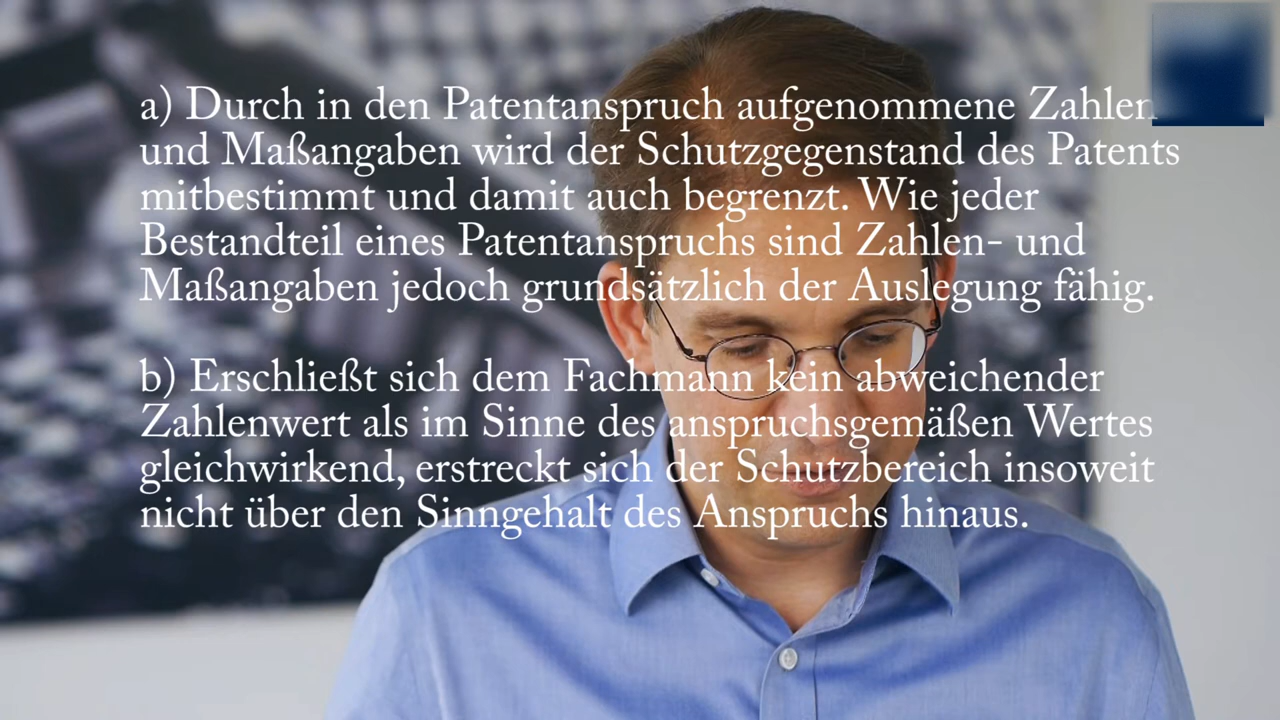 a) Durch in den Patentanspruch aufgenommene Zahlen
und Maßangaben wird der Schutzgegenstand des Patents
mitbestimmt und damit auch begrenzt. Wie jeder
Bestandteil eines Patentanspruchs sind Zahlen- und
Maßangaben jedoch grundsätzlich der Auslegung fähig.
b) Erschließt sich dem Fachmann kein abweichender
Zahlenwert als im Sinne des anspruchsgemäßen Wertes
gleichwirkend, erstreckt sich der Schutzbereich insoweit
nicht über den Sinngehalt des Anspruchs hinaus.